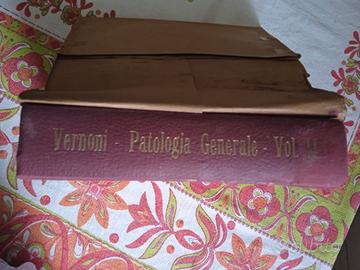 Vernoni - Patologia Generale - Vol. II